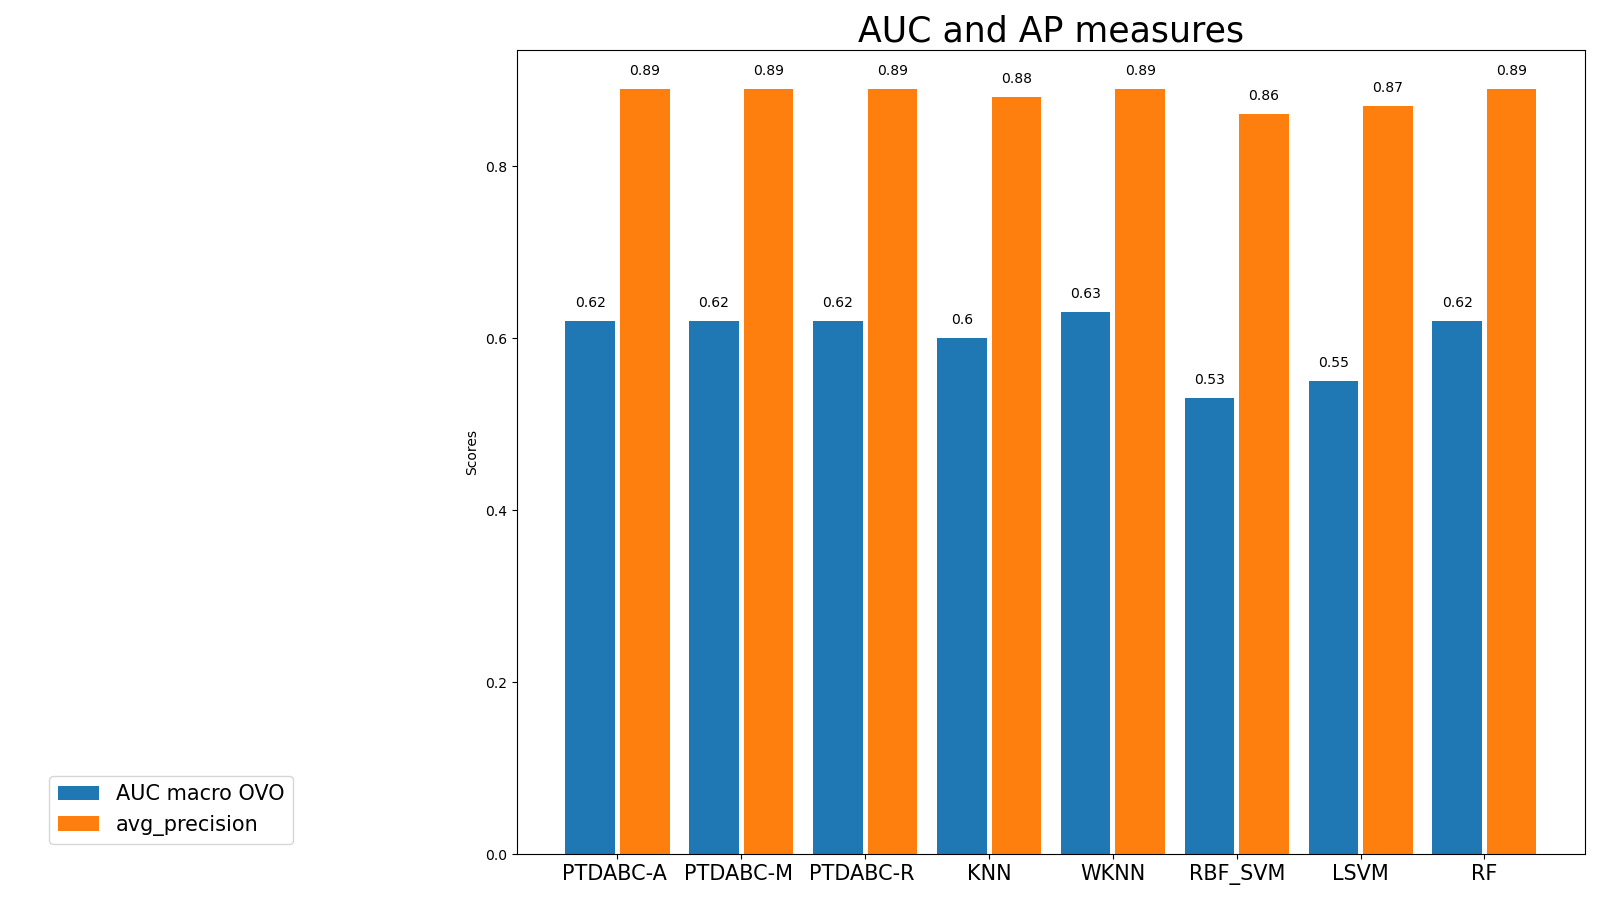 AUC and AP measures
0.89 0.89 0.89 0.88 0.89 0.86 0.87 0.89
0.62 0.62 0.62 0.6 0.63 0.53 0.55 0.62
0.8
0.6
0.4
0.2
0.0
Scores
PTDABC-A PTDABC-M PTDABC-R KNN WKNN RBF_SVM LSVM RF
AUC macro OVO
avg_precision